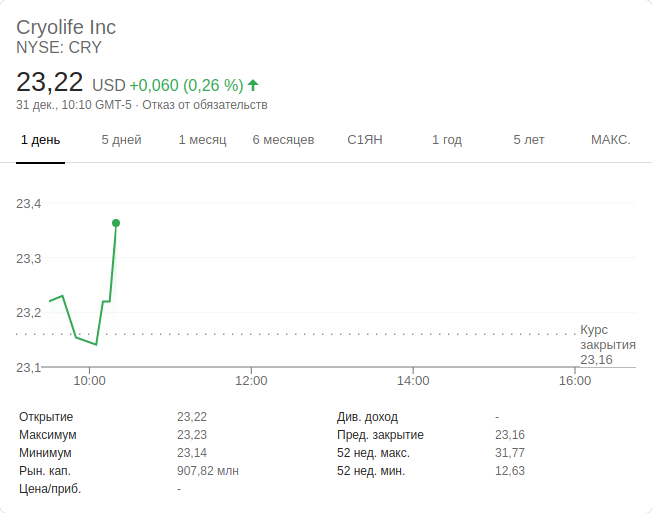 Cryolife Inc
NYSE: CRY
23,22 USD +0,060 (0,26 %)
31 дек., 10:10 GMT-5 · Отказ от обязательств
1 день 5 дней 1 месяц 6 месяцев С1ЯН 1 год 5 лет МАКС.
23,4
23,3
23,2
23,1
Курс
закрытия
23,16
10:00 12:00 14:00 16:00
Открытие 23,22 Див. доход -
Максимум 23,23 Пред. закрытие 23,16
Минимум 23,14 52 нед. макс. 31,77
Рын. кап. 907,82 млн 52 нед. мин. 12,63
Цена/приб. -